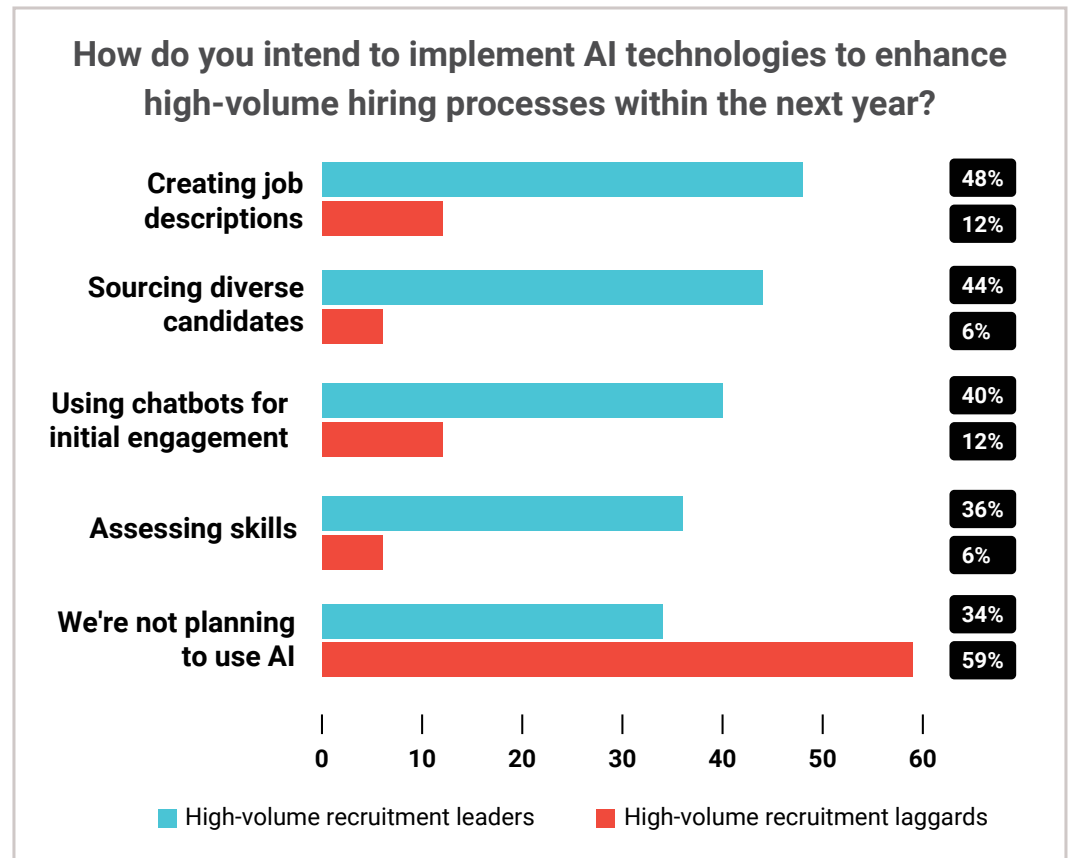 How do you intend to implement AI technologies to enhance
high-volume hiring processes within the next year?
Creating job
descriptions
48%
12%
Sourcing diverse
candidates
44%
6%
Using chatbots for
initial engagement
40%
12%
Assessing skills
36%
6%
We're not planning
to use AI
34%
59%
0 10 20 30 40 50 60
High-volume recruitment leaders High-volume recruitment laggards